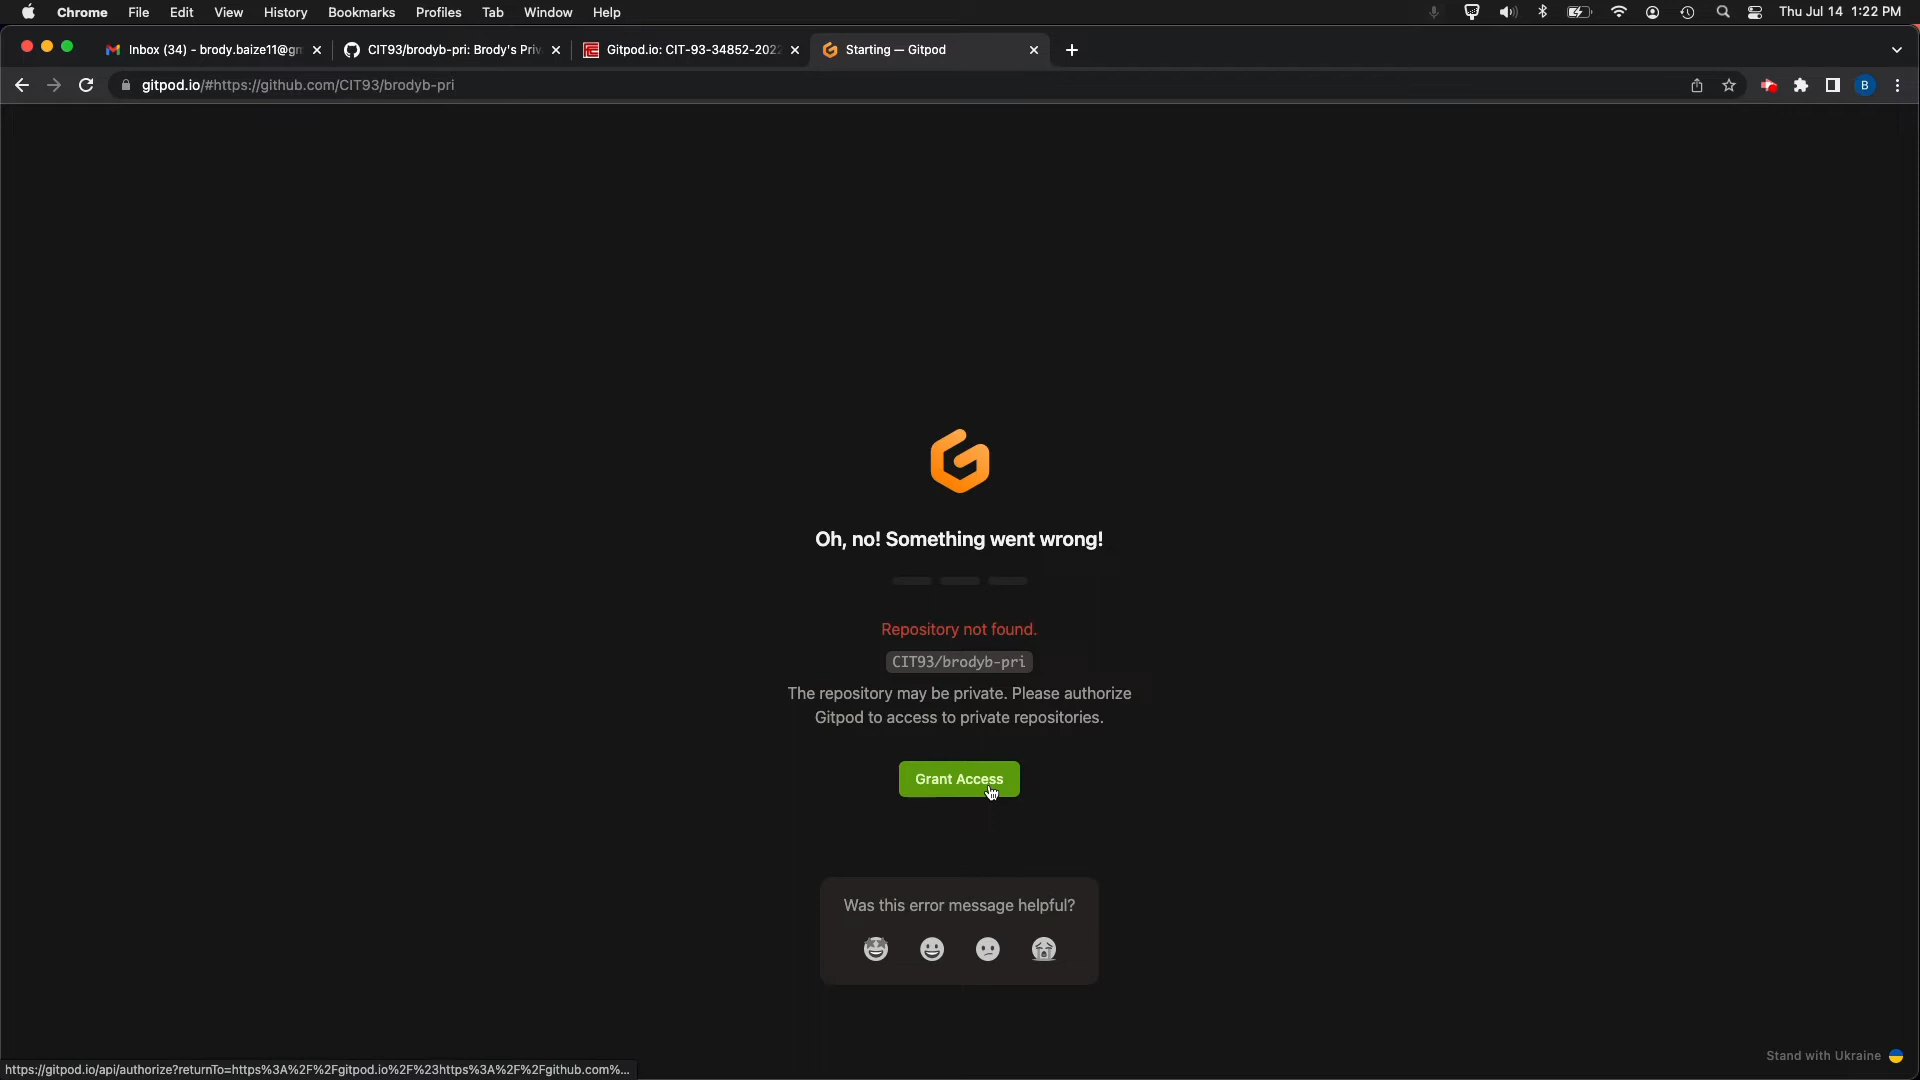 Chrome File Edit View History Bookmarks Profiles Tab Window Help Thu Jul 14 1:22 PM
Inbox (34) - brody.baize11@gm CIT93/brodyb-pri: Brody's Priv Gitpod.io: CIT-93-34852-2022 Starting — Gitpod
gitpod.io/#https://github.com/CIT93/brodyb-pri B
Oh, no! Something went wrong!
Repository not found.
CIT93/brodyb-pri
The repository may be private. Please authorize
Gitpod to access to private repositories.
Grant Access
Was this error message helpful?
Stand with Ukraine
https://gitpod.io/api/authorize?returnTo=https%3A%2F%2Fgitpod.io%2F%23https%3A%2F%2Fgithub.com%...